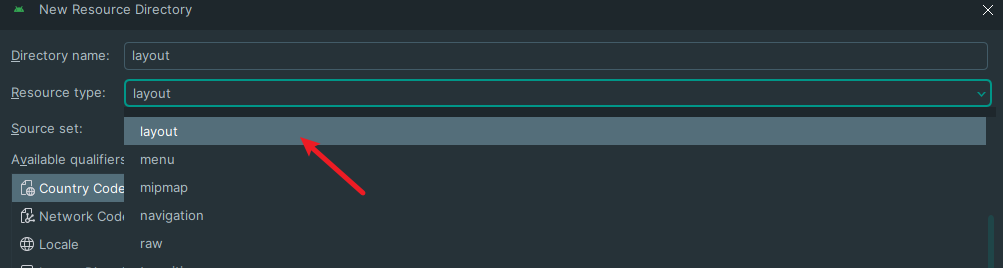 New Resource Directory
Directory name: layout
Resource type: layout
Source set:
layout
Available qualifiers
menu
Country Code
mipmap
Network Code
navigation
Locale
raw